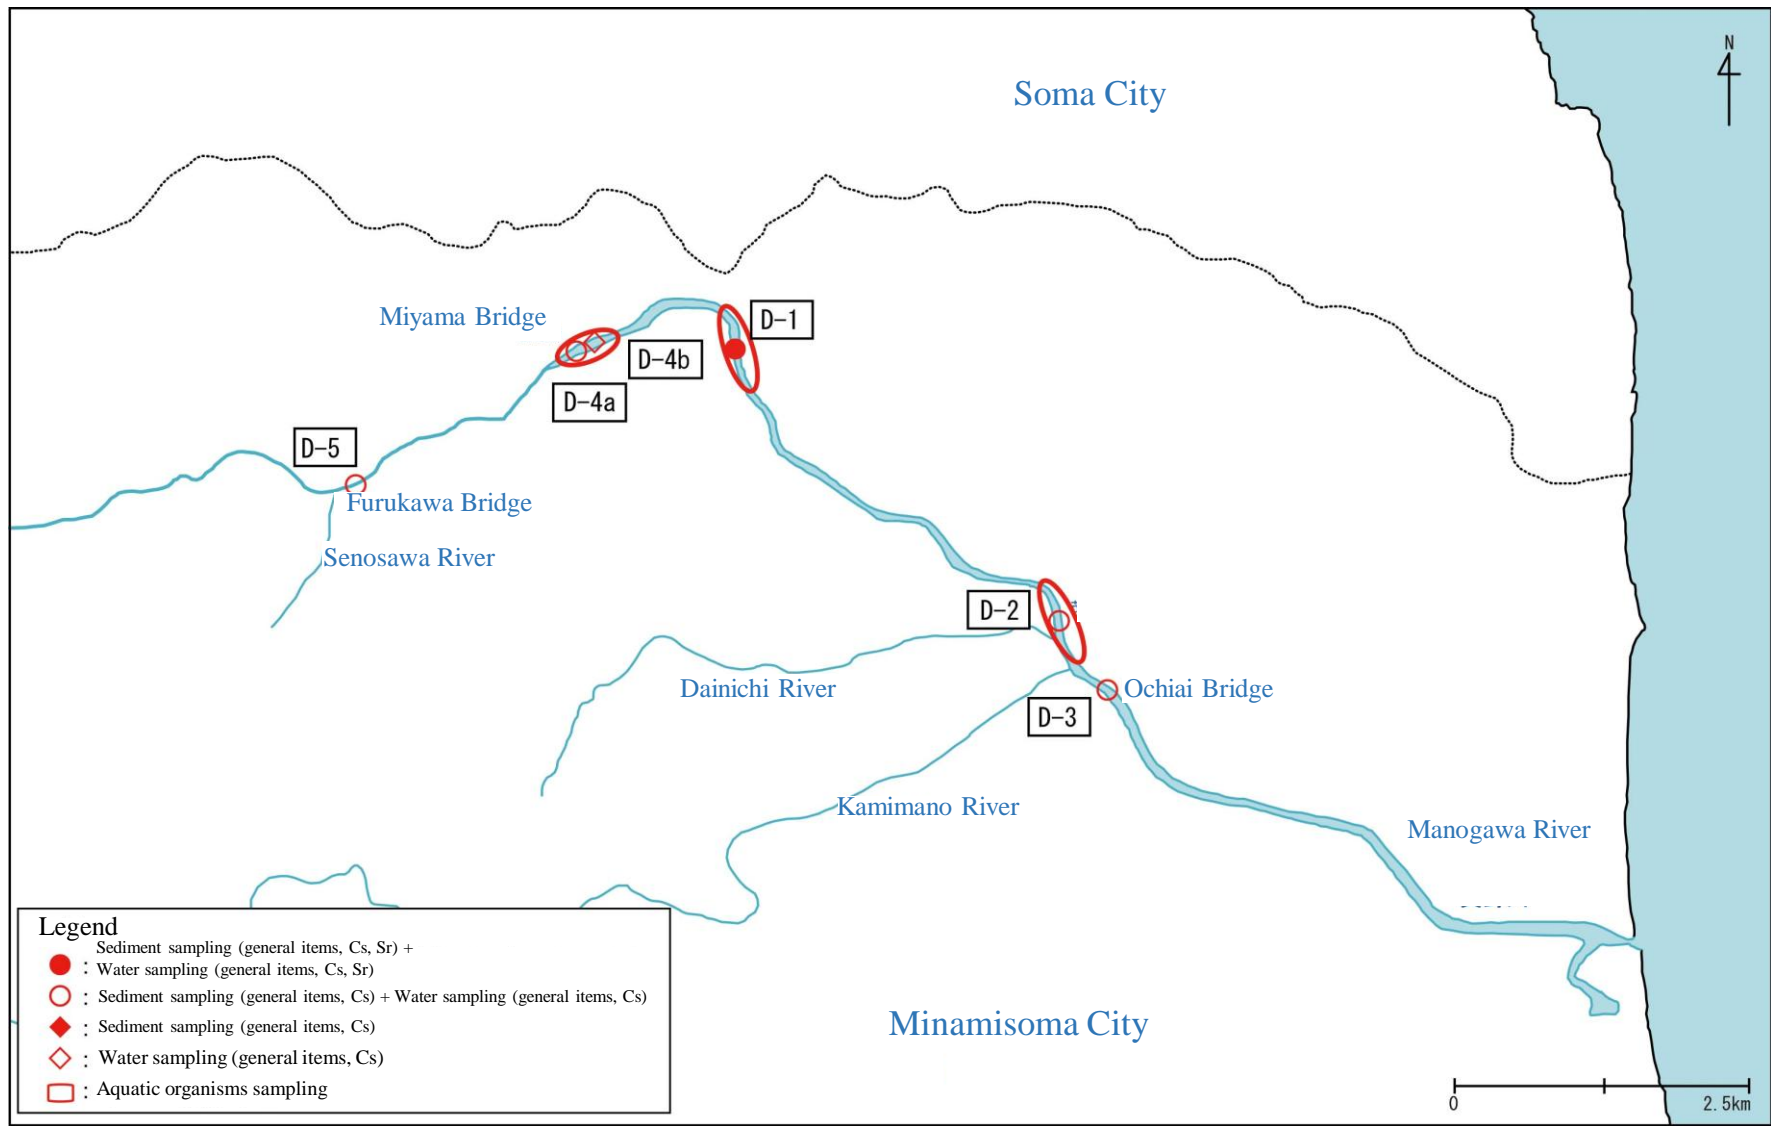 N
Soma City
Miyama Bridge
D-1
D-4b
D-4a
D-5
Furukawa Bridge
Senosawa River
D-2
Dainichi River
Ochiai Bridge
D-3
Kamimano River
Manogawa River
Minamisoma City
Legend
Sediment sampling (general items, Cs, Sr) +
: Water sampling (general items, Cs, Sr)
: Sediment sampling (general items, Cs) + Water sampling (general items, Cs)
: Sediment sampling (general items, Cs)
: Water sampling (general items, Cs)
: Aquatic organisms sampling
0 2.5km